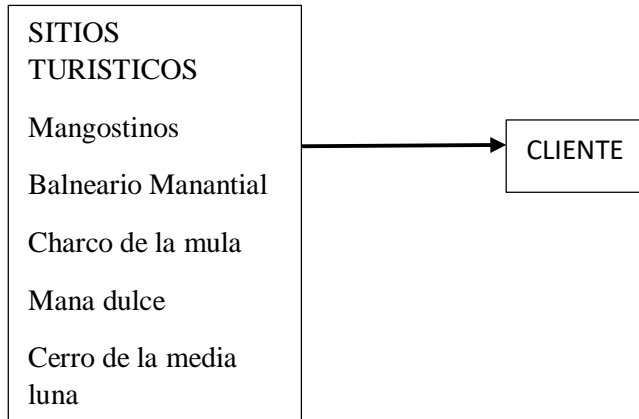 SITIOS
TURISTICOS
Mangostinos
Balneario Manantial
Charco de la mula
Mana dulce
Cerro de la media
luna
CLIENTE